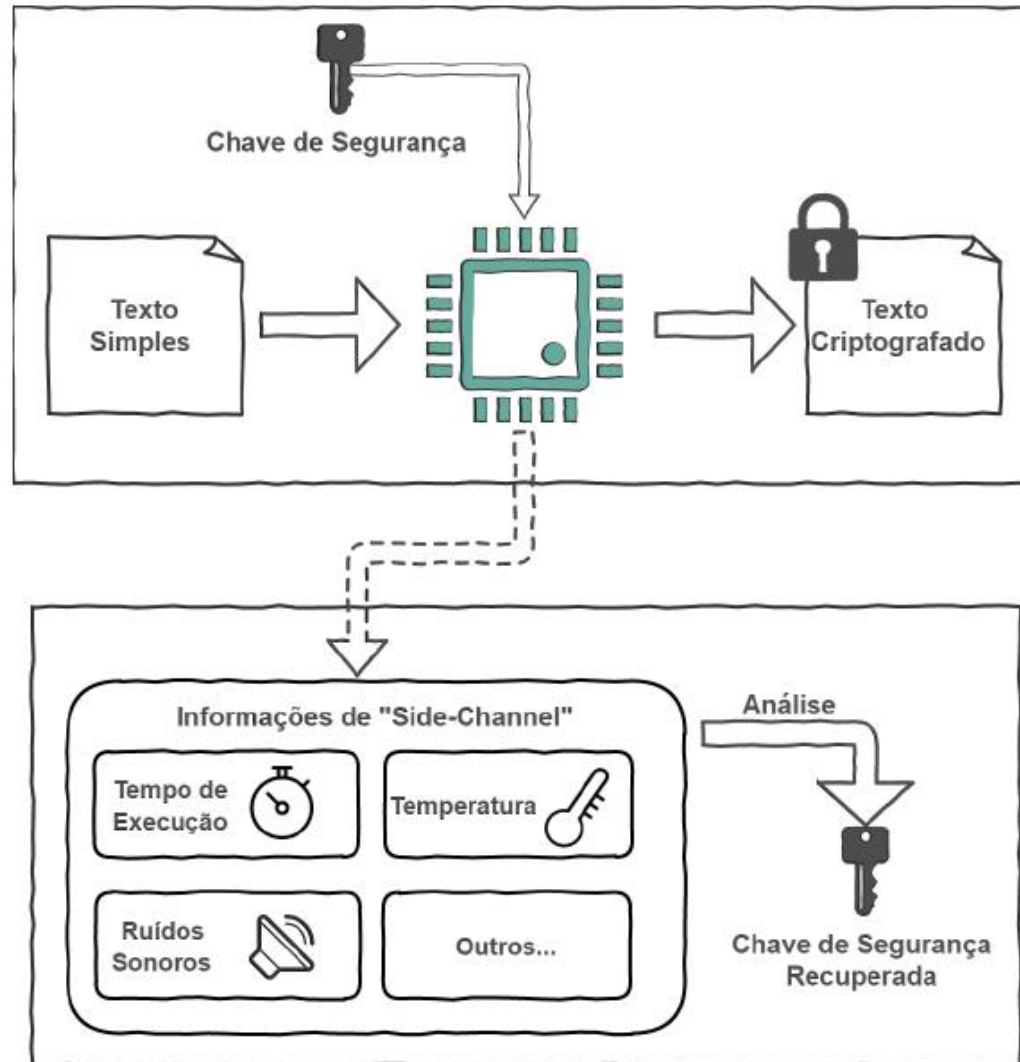 Chave de Segurança
Texto
Simples
Texto
Criptografado
Informações de "Side-Channel"
Análise
Tempo de
Execução
Temperatura
Ruídos
Sonoros
Outros...
Chave de Segurança
Recuperada